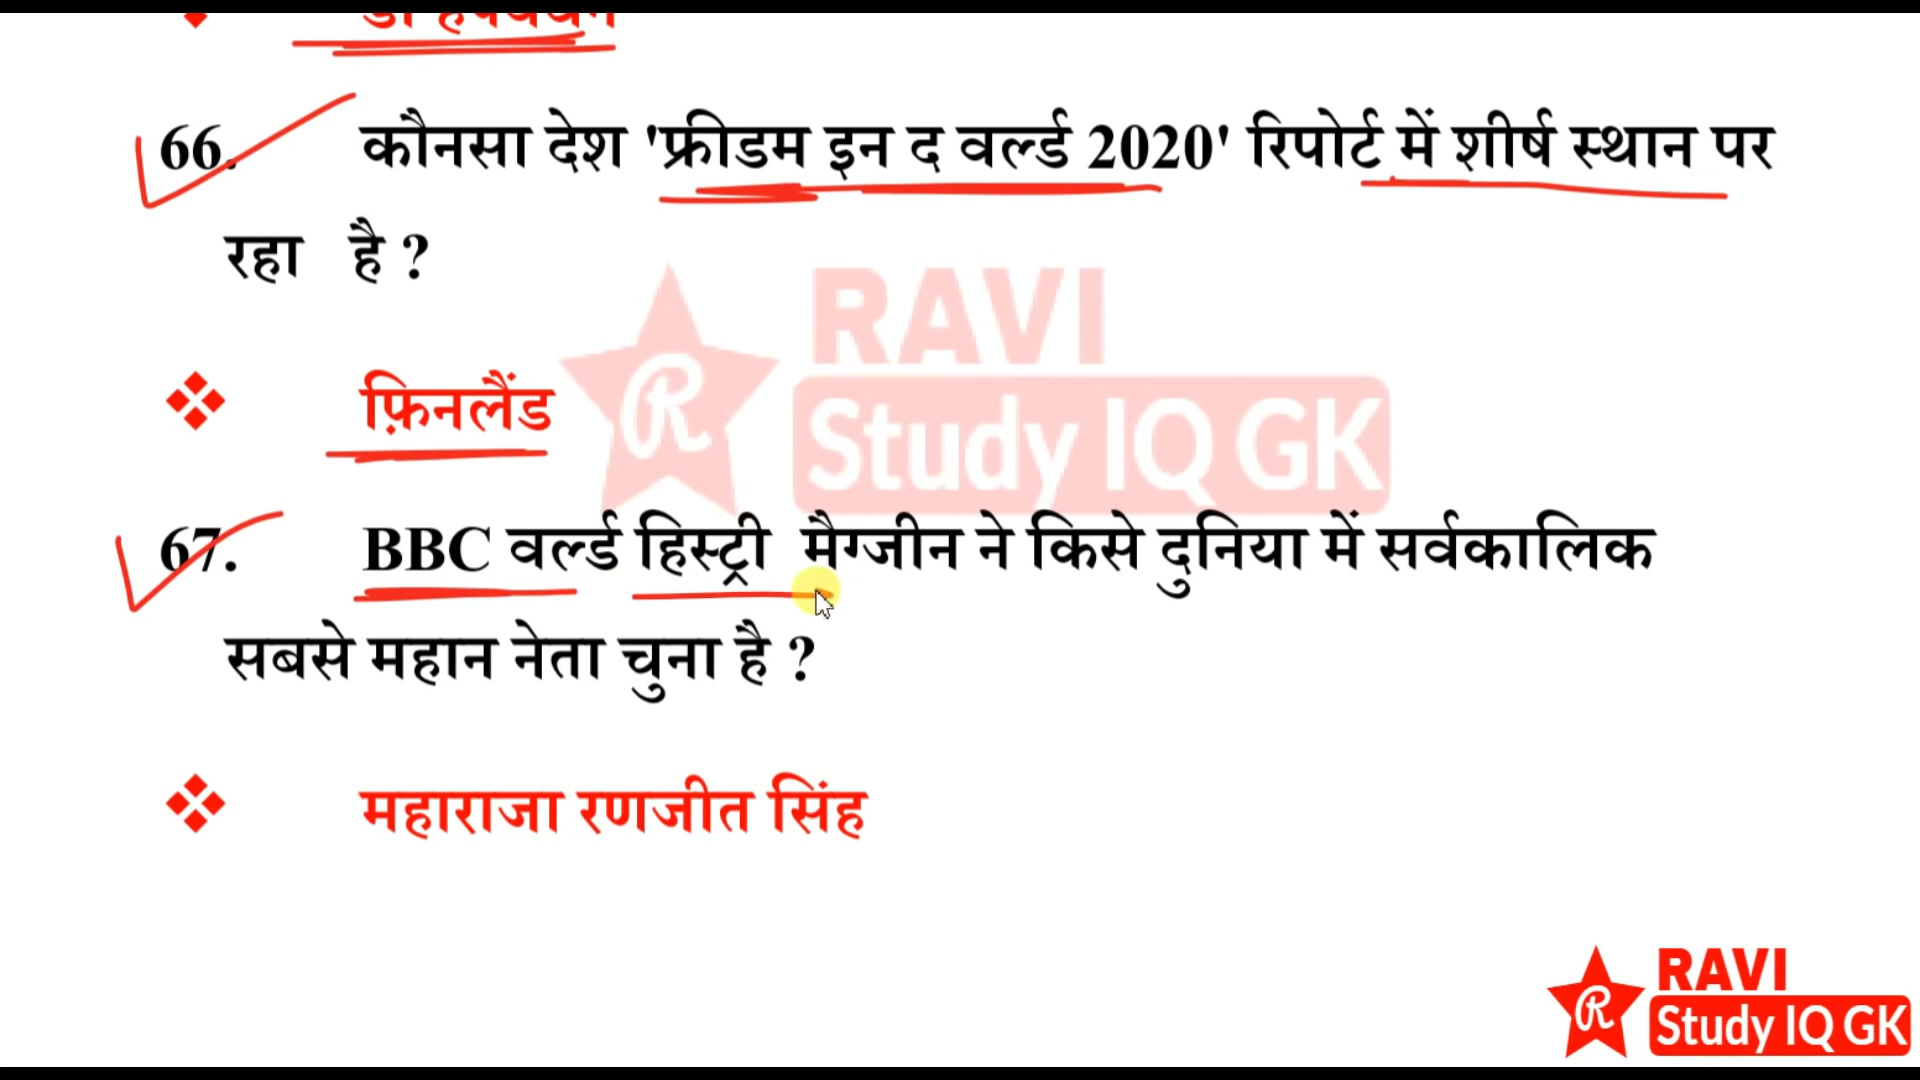 66. कौनसा देश 'फ्रीडम इन द वर्ल्ड 2020' रिपोर्ट में शीर्ष स्थान पर
रहा है ?
RAVI
R
Study IQ GK
❖ फ़िनलैंड
67. BBC वर्ल्ड हिस्ट्री मैग्जीन ने किसे दुनिया में सर्वकालिक
सबसे महान नेता चुना है ?
❖ महाराजा रणजीत सिंह
RAVI
R
Study IQ GK